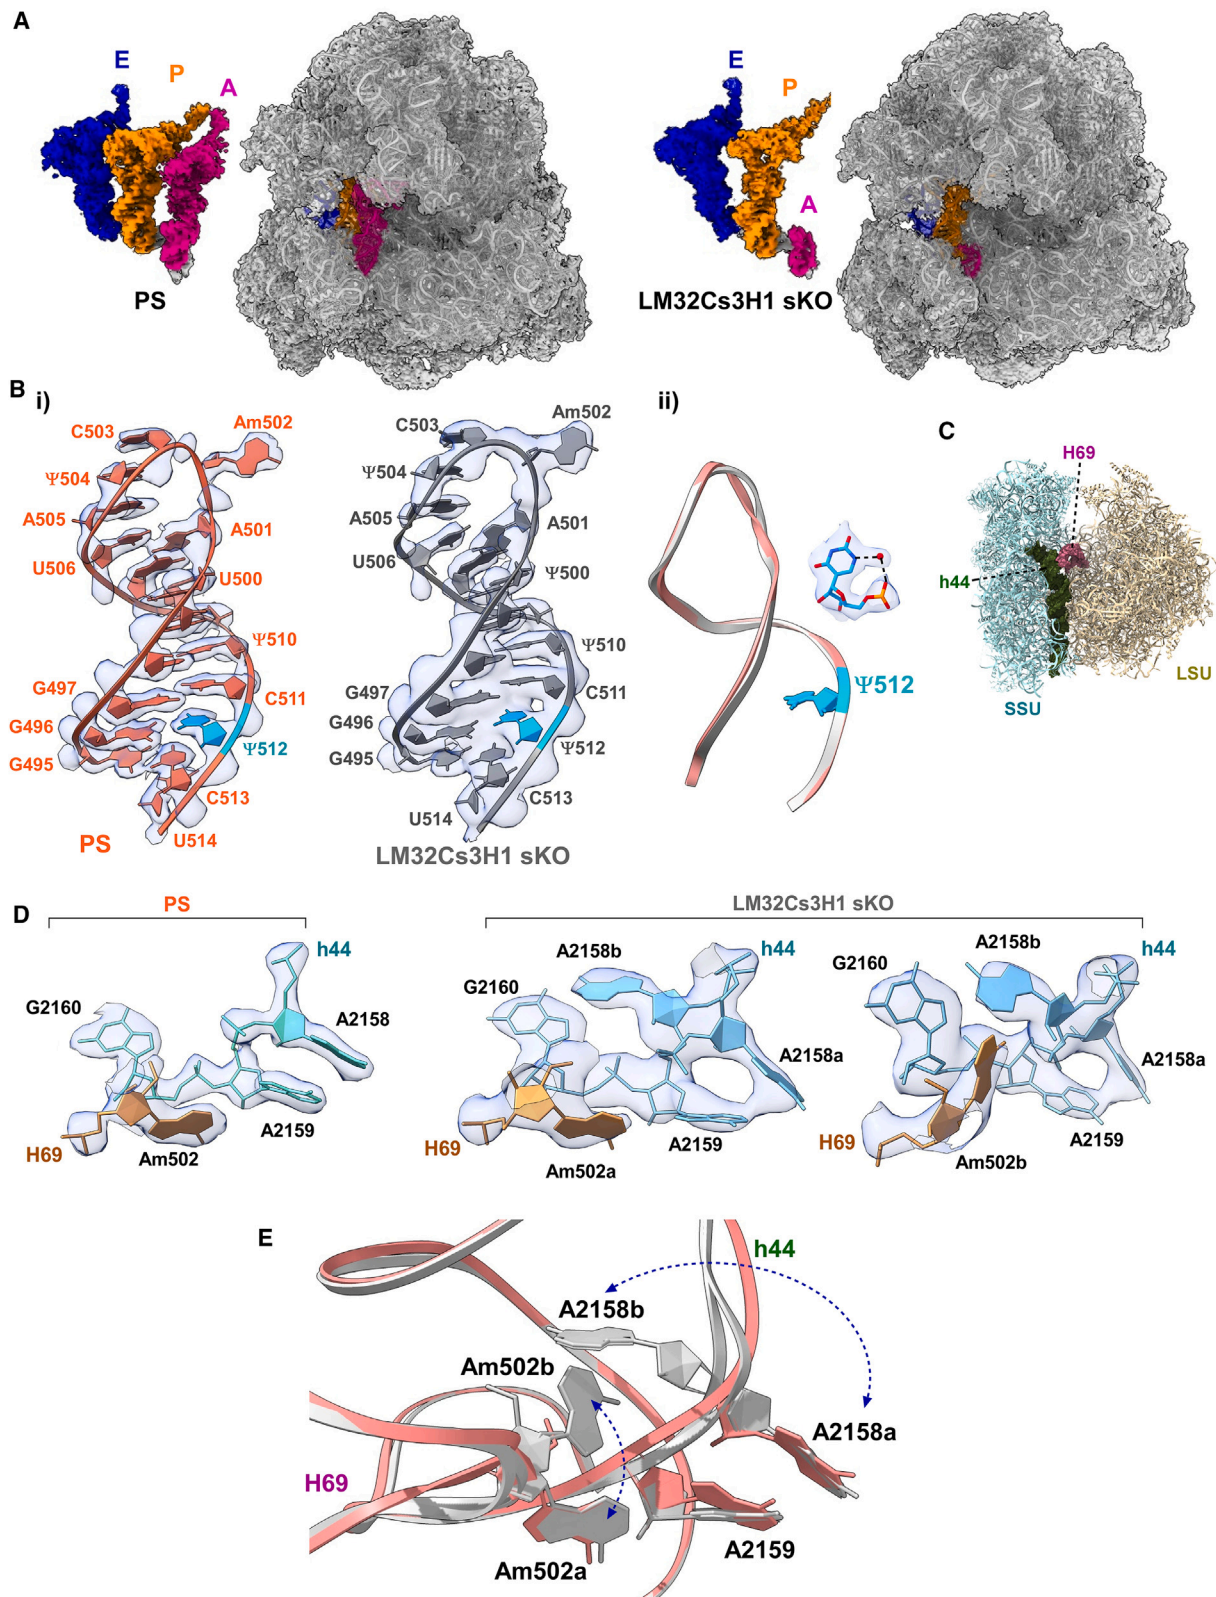 A
E
P
A
PS
E
P
A
LM32Cs3H1 sKO
B
i)
C503
Am502
Ψ504
A505
A501
U506
U500
Ψ510
G497
C511
G496
Ψ512
G495
C513
U514
PS
C503
Am502
Ψ504
A505
A501
U506
Ψ500
Ψ510
G497
C511
G496
Ψ512
G495
C513
U514
LM32Cs3H1 sKO
ii)
Ψ512
C
H69
h44
LSU
SSU
D
PS
h44
G2160
A2158
A2159
H69
Am502
LM32Cs3H1 sKO
A2158b
h44
G2160
A2158a
H69
A2159
Am502a
A2158b
h44
G2160
A2158a
H69
A2159
Am502b
E
h44
A2158b
Am502b
A2158a
H69
A2159
Am502a